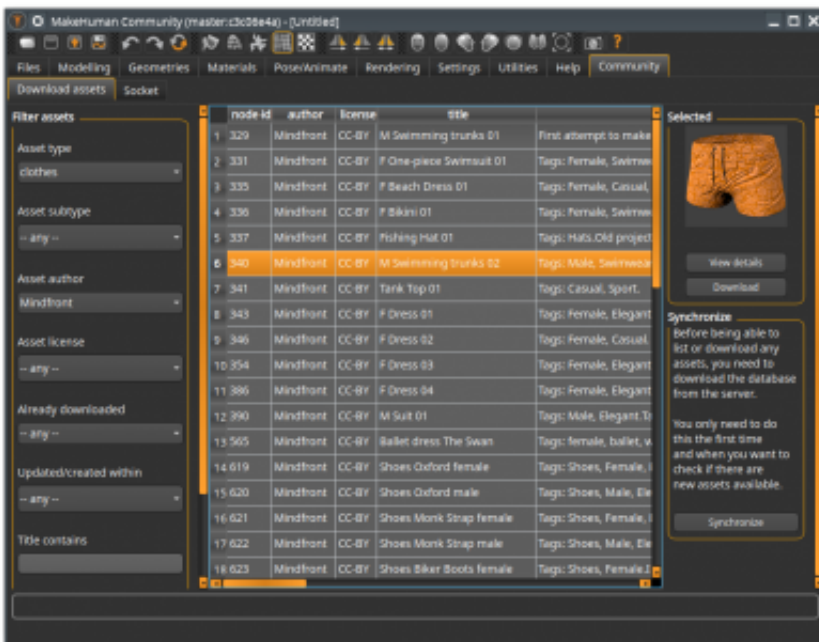 MakeHuman Community (master:c3c06e4a) - [Untitled]
Files Modelling Geometries Materials Pose/Animate Rendering Settings Utilities Help Community
Download assets Socket
Filter assets
Asset type
clothes
Asset subtype
-- any --
Asset author
Mindfront
Asset license
-- any --
Already downloaded
-- any --
Updated/created within
-- any --
Title contains
node id author license title
1 329 Mindfront CC-BY M Swimming trunks 01 First attempt to make
2 331 Mindfront CC-BY F One-piece Swimsuit 01 Tags: Female, Swimwe
3 335 Mindfront CC-BY F Beach Dress 01 Tags: Female, Casual,
4 336 Mindfront CC-BY F Bikini 01 Tags: Female, Swimwe
5 337 Mindfront CC-BY Fishing Hat 01 Tags: Hats.Old project
6 340 Mindfront CC-BY M Swimming trunks 02 Tags: Male, Swimwea
7 341 Mindfront CC-BY Tank Top 01 Tags: Casual, Sport.
8 343 Mindfront CC-BY F Dress 01 Tags: Female, Elegant
9 346 Mindfront CC-BY F Dress 02 Tags: Female, Casual,
10 354 Mindfront CC-BY F Dress 03 Tags: Female, Elegant
11 386 Mindfront CC-BY F Dress 04 Tags: Female, Elegant
12 390 Mindfront CC-BY M Suit 01 Tags: Male, Elegant.T
13 565 Mindfront CC-BY Ballet dress The Swan Tags: female, ballet, w
14 619 Mindfront CC-BY Shoes Oxford female Tags: Shoes, Female,
15 620 Mindfront CC-BY Shoes Oxford male Tags: Shoes, Male, Ele
16 621 Mindfront CC-BY Shoes Monk Strap female Tags: Shoes, Female,
17 622 Mindfront CC-BY Shoes Monk Strap male Tags: Shoes, Male, Ele
18 623 Mindfront CC-BY Shoes Biker Boots female Tags: Shoes, Female.
Selected
View details
Download
Synchronize
Before being able to
list or download any
assets, you need to
download the database
from the server.
You only need to do
this the first time
and when you want to
check if there are
new assets available.
Synchronize